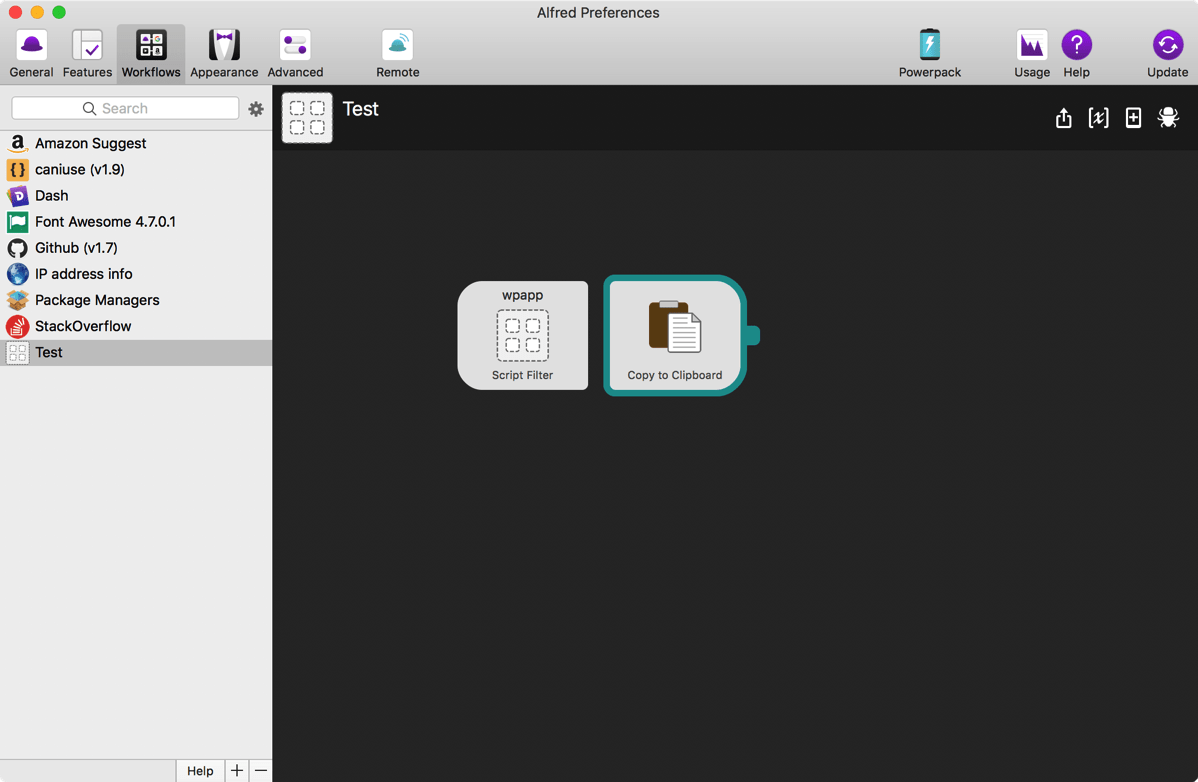 Alfred Preferences
General Features Workflows Appearance Advanced Remote Powerpack Usage Help Update
Search
Test
Amazon Suggest
caniuse (v1.9)
Dash
Font Awesome 4.7.0.1
Github (v1.7)
IP address info
Package Managers
StackOverflow
Test
wpapp
Script Filter
Copy to Clipboard
Help + −